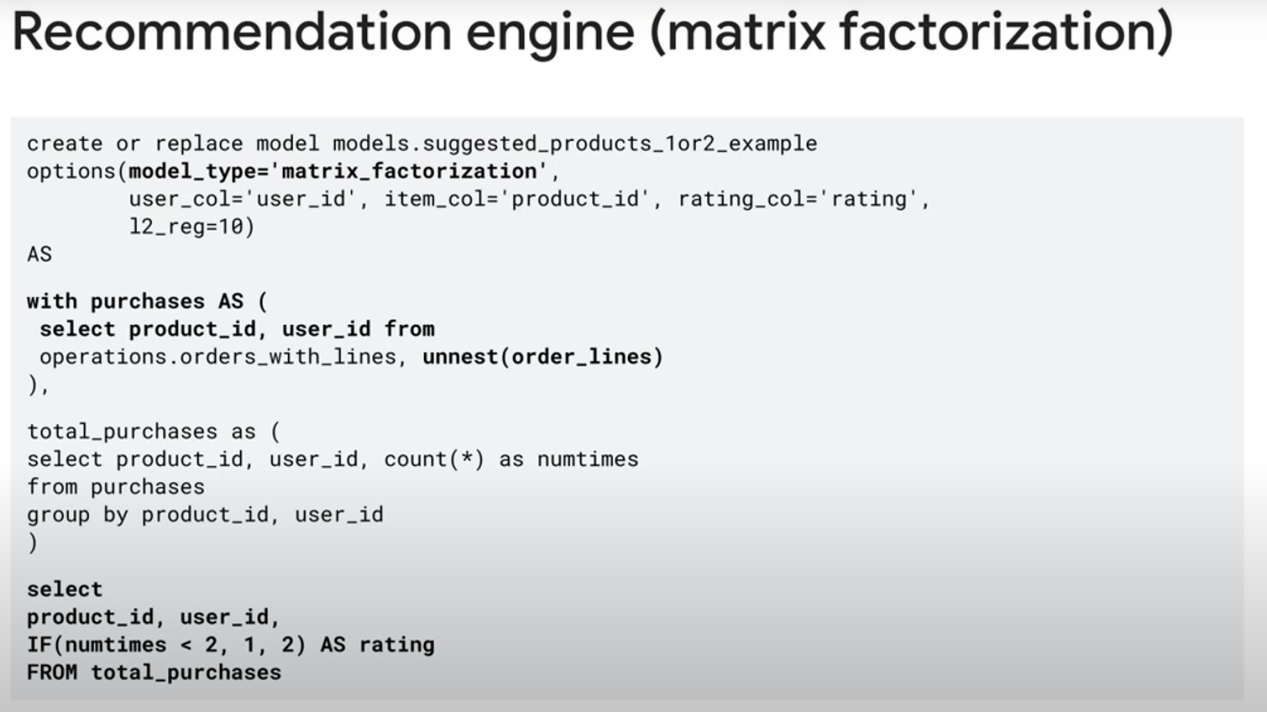 Recommendation engine (matrix factorization)
create or replace model models.suggested_products_1or2_example
options(model_type='matrix_factorization',
user_col='user_id', item_col='product_id', rating_col='rating',
l2_reg=10)
AS
with purchases AS (
select product_id, user_id from
operations.orders_with_lines, unnest(order_lines)
),
total_purchases as (
select product_id, user_id, count(*) as numtimes
from purchases
group by product_id, user_id
)
select
product_id, user_id,
IF(numtimes < 2, 1, 2) AS rating
FROM total_purchases